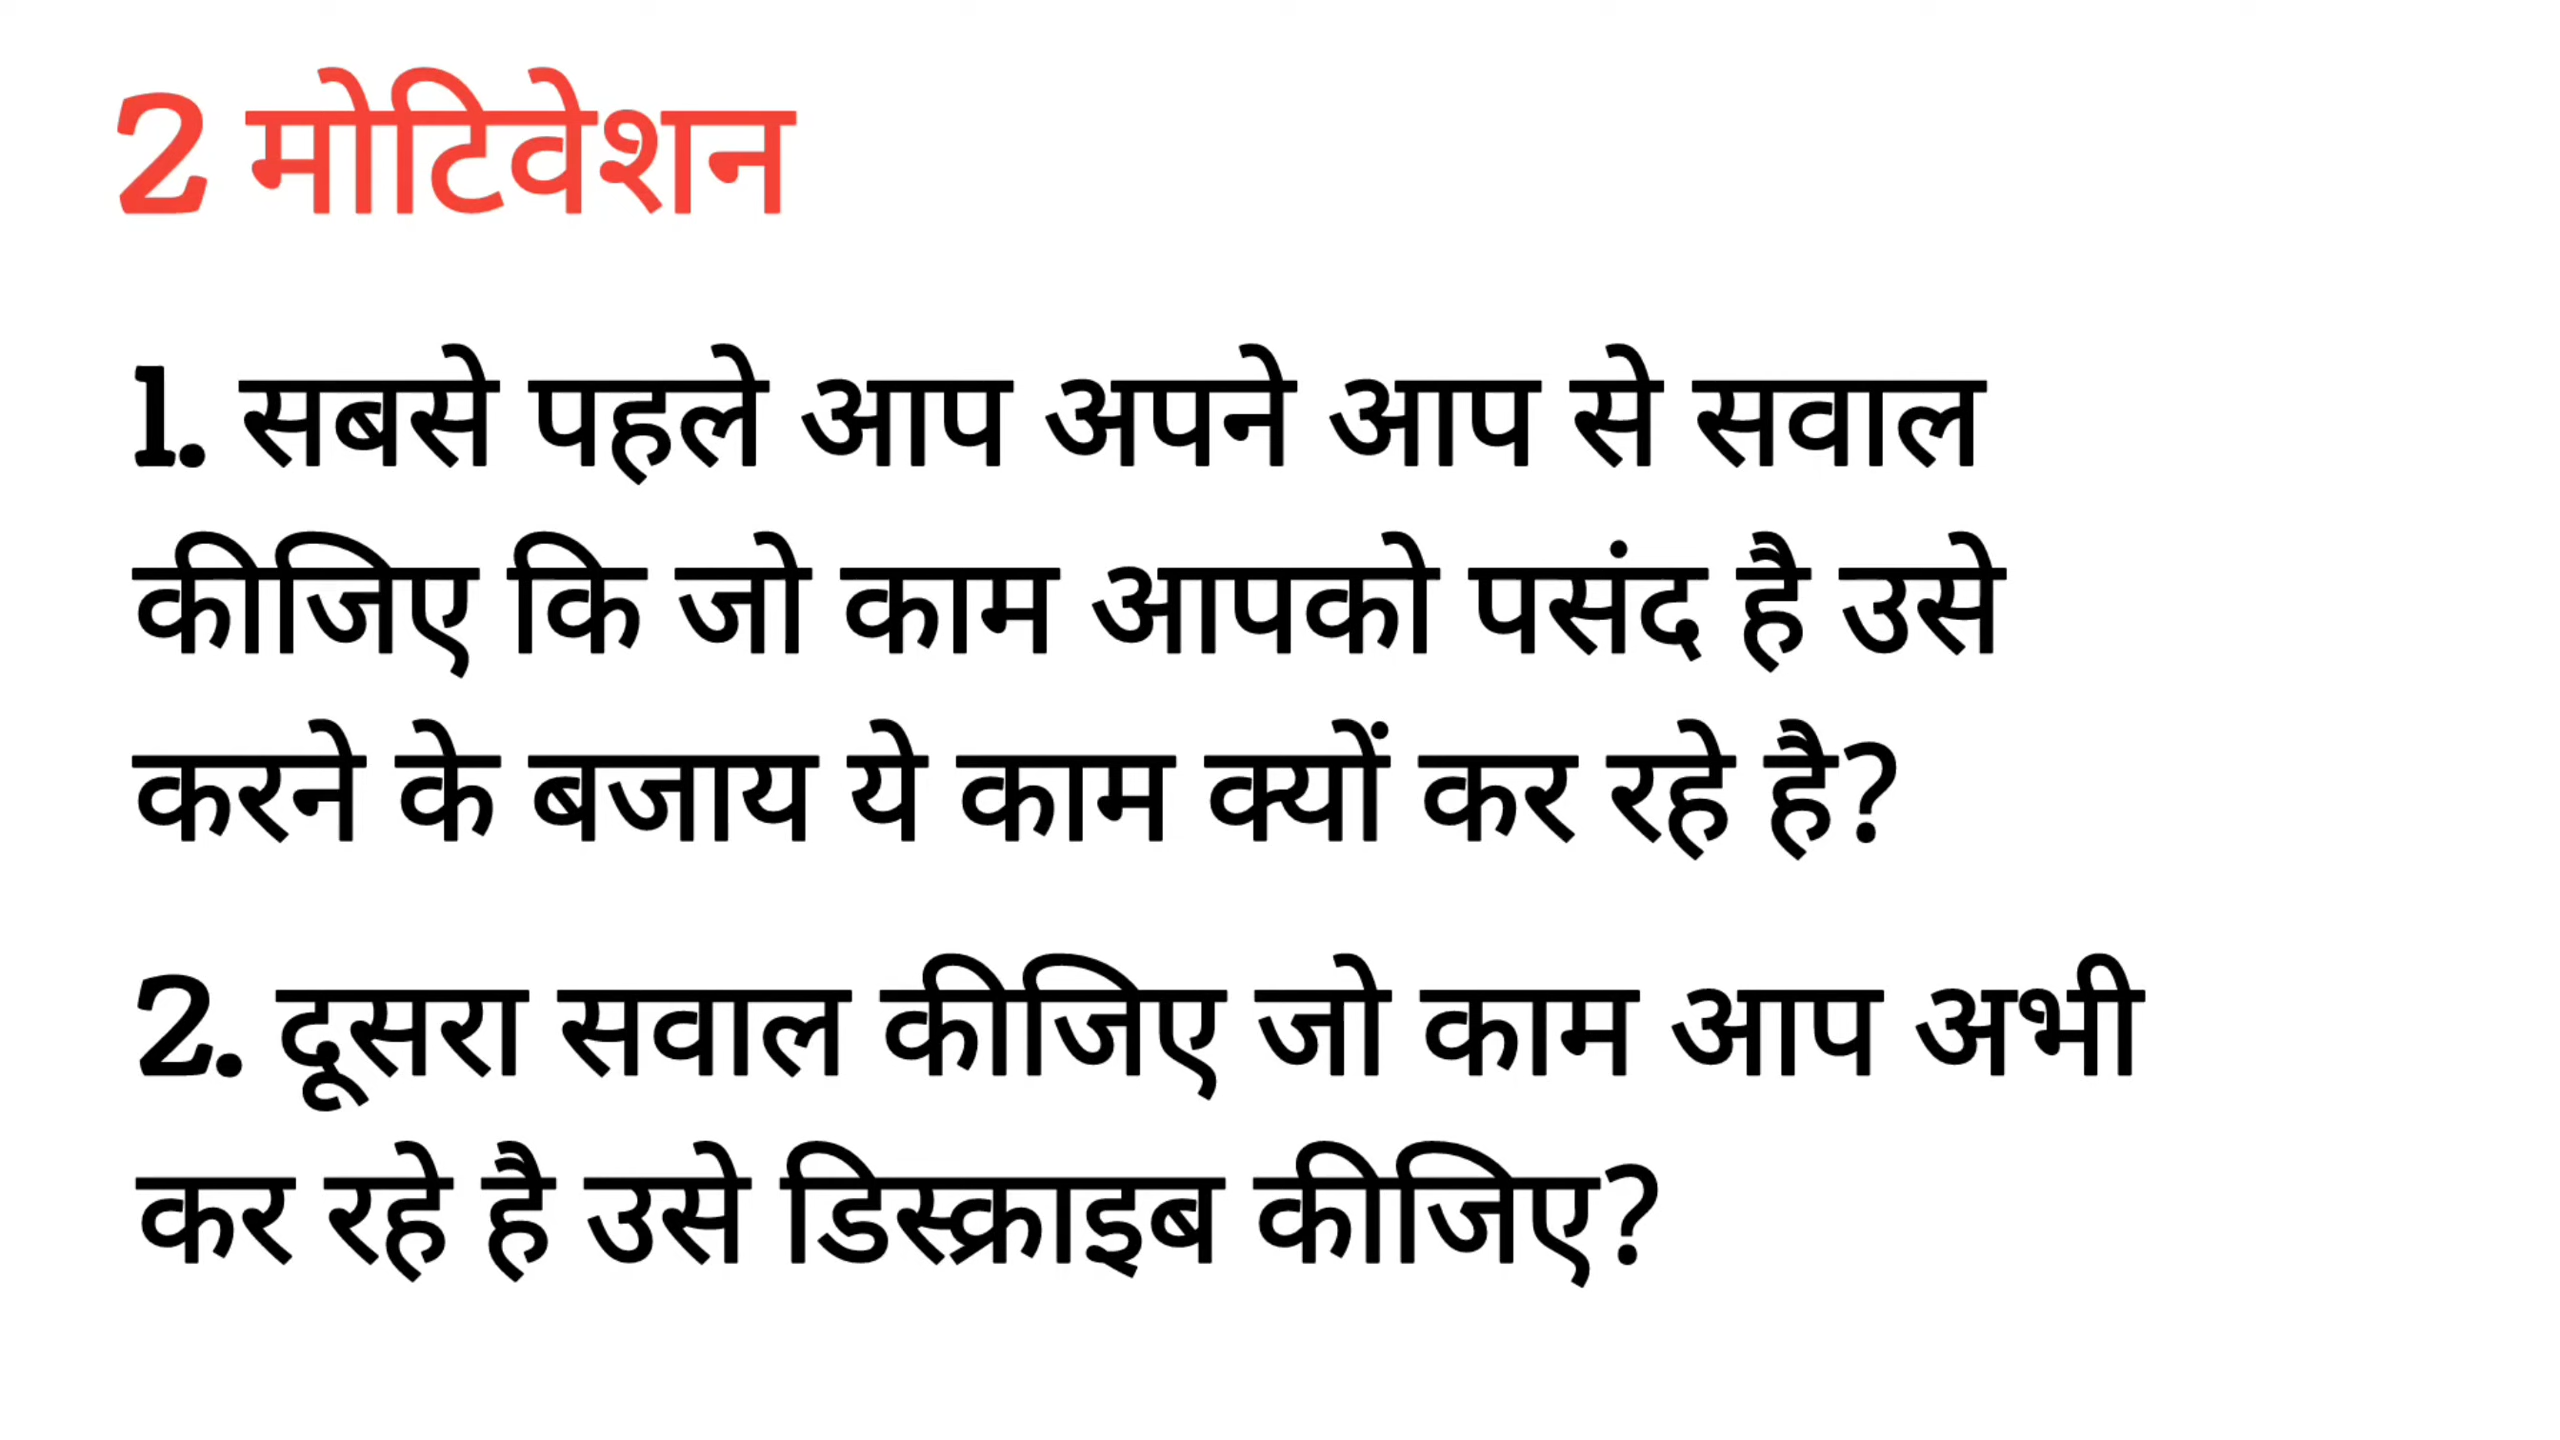 2 मोटिवेशन
1. सबसे पहले आप अपने आप से सवाल
कीजिए कि जो काम आपको पसंद है उसे
करने के बजाय ये काम क्यों कर रहे है?
2. दूसरा सवाल कीजिए जो काम आप अभी
कर रहे है उसे डिस्क्राइब कीजिए?